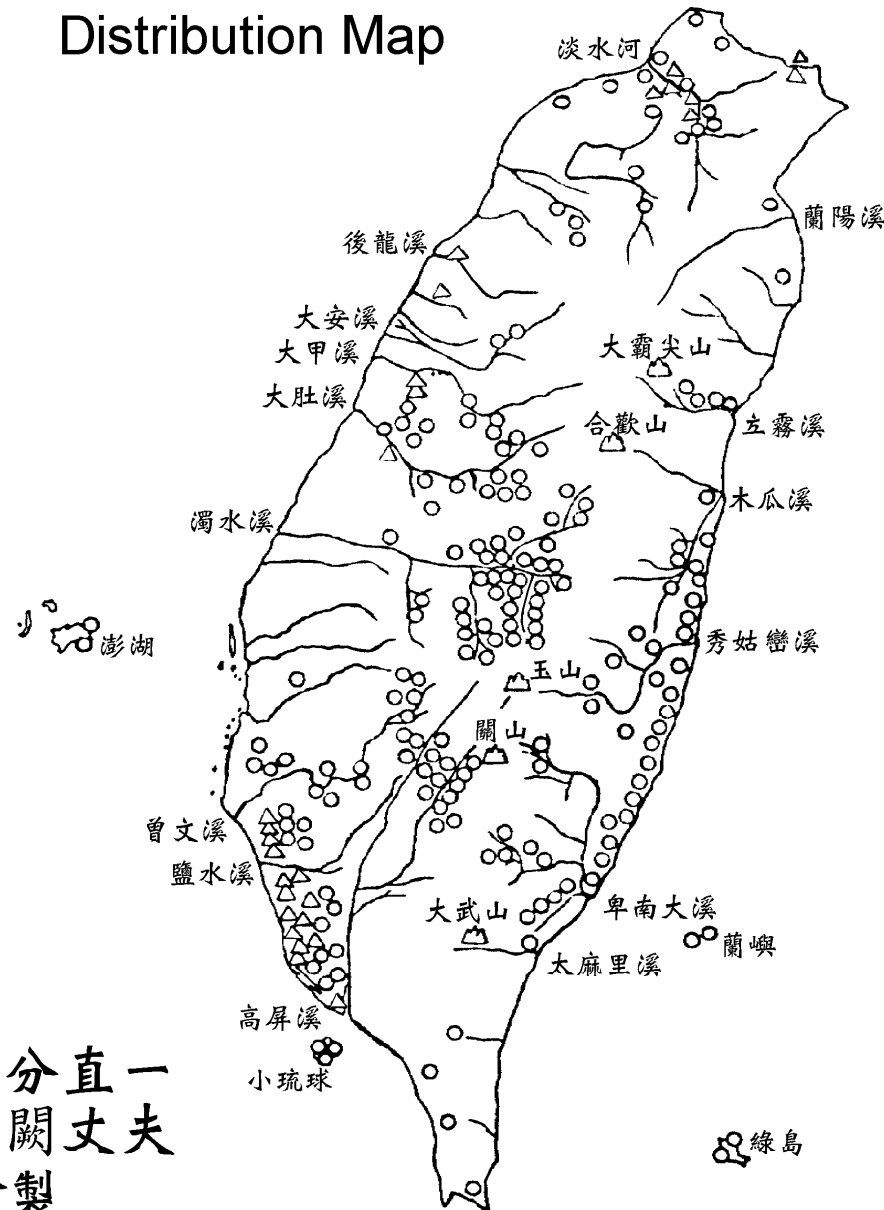 Distribution Map
淡水河
蘭陽溪
後龍溪
大安溪
大甲溪
大霸尖山
大肚溪
合歡山
立霧溪
木瓜溪
濁水溪
澎湖
秀姑巒溪
玉山
關山
曾文溪
鹽水溪
大武山
卑南大溪
蘭嶼
太麻里溪
高屏溪
小琉球
綠島
分直一
闕丈夫
製